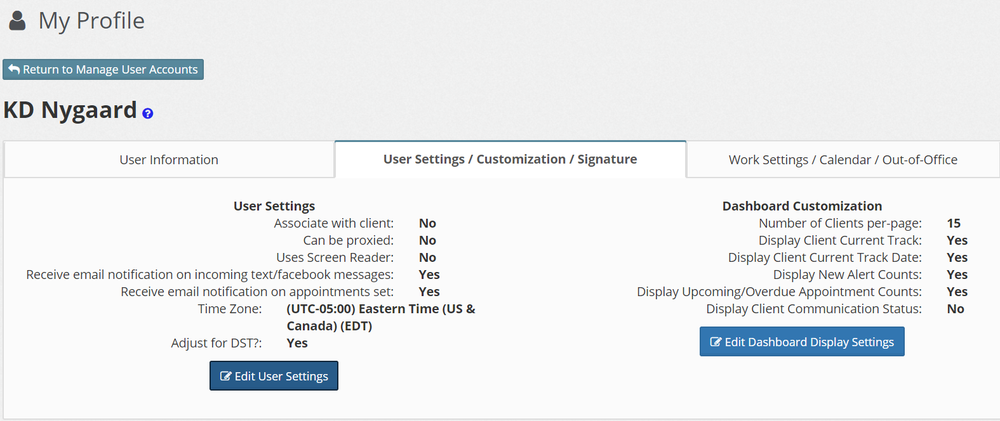 My Profile
Return to Manage User Accounts
KD Nygaard ?
User Information
User Settings / Customization / Signature
Work Settings / Calendar / Out-of-Office
User Settings
Associate with client: No
Can be proxied: No
Uses Screen Reader: No
Receive email notification on incoming text/facebook messages: Yes
Receive email notification on appointments set: Yes
Time Zone: (UTC-05:00) Eastern Time (US &
Canada) (EDT)
Adjust for DST?: Yes
Edit User Settings
Dashboard Customization
Number of Clients per-page: 15
Display Client Current Track: Yes
Display Client Current Track Date: Yes
Display New Alert Counts: Yes
Display Upcoming/Overdue Appointment Counts: Yes
Display Client Communication Status: No
Edit Dashboard Display Settings